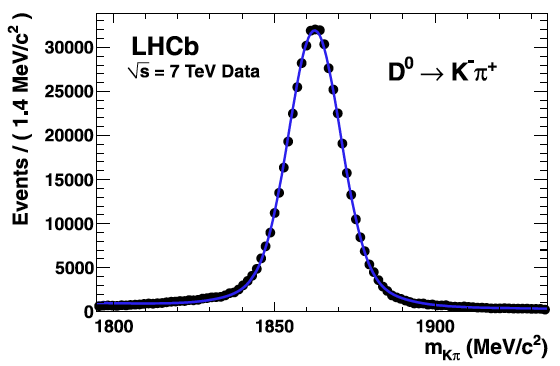 Events / ( 1.4 MeV/c² )
30000
25000
20000
15000
10000
5000
0
LHCb
√s = 7 TeV Data
D⁰ → K⁻π⁺
1800 1850 1900
m_Kπ (MeV/c²)